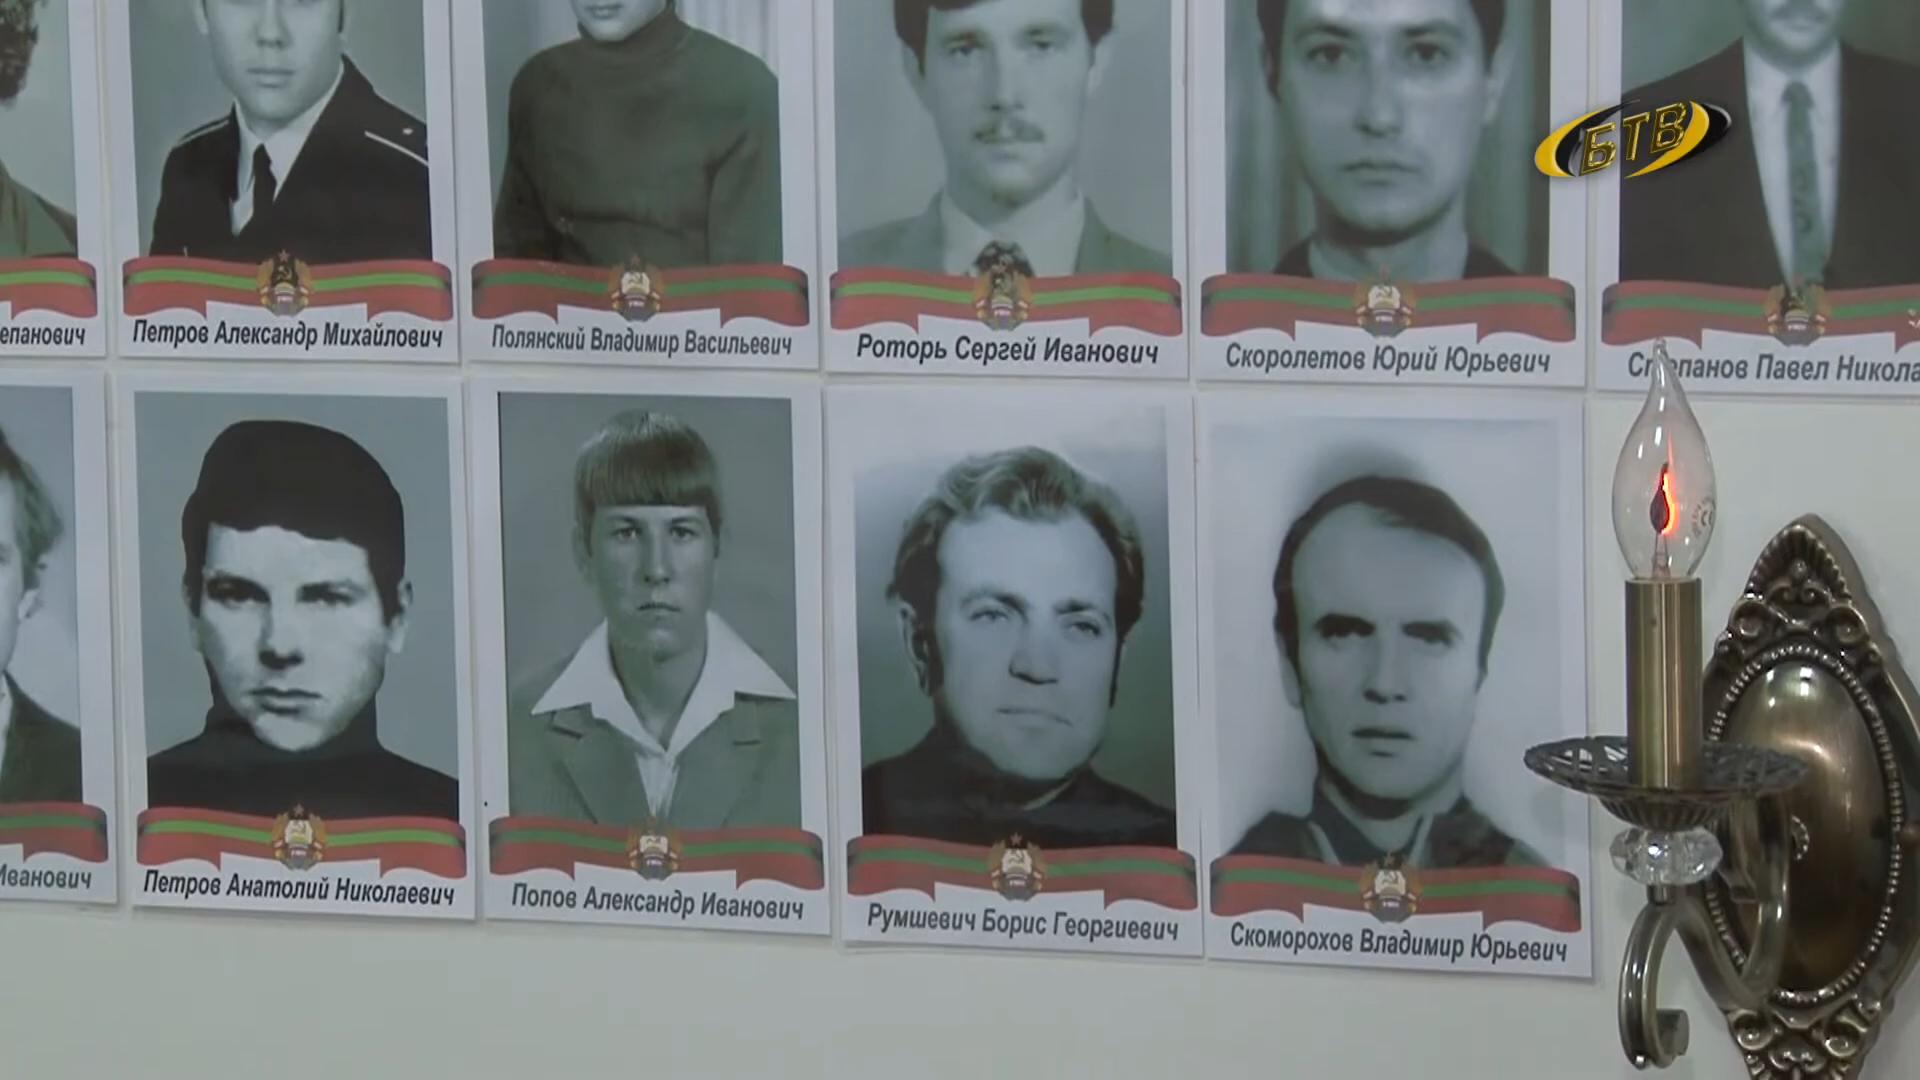 БТВ
епанович
Петров Александр Михайлович
Полянский Владимир Васильевич
Роторь Сергей Иванович
Скоролетов Юрий Юрьевич
Степанов Павел Никола
Иванович
Петров Анатолий Николаевич
Попов Александр Иванович
Румшевич Борис Георгиевич
Скоморохов Владимир Юрьевич